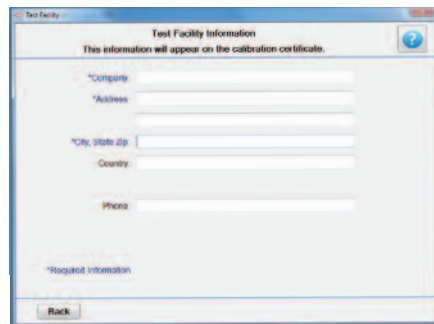 Test Facility
Test Facility Information
This information will appear on the calibration certificate.
?
*Company:
*Address:
*City, State Zip:
Country:
Phone:
*Required Information
Back